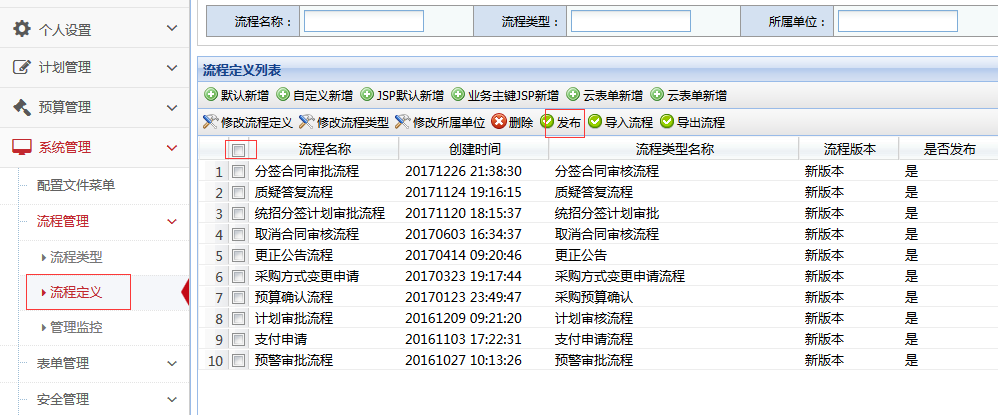 个人设置
计划管理
预算管理
系统管理
配置文件菜单
流程管理
流程类型
流程定义
管理监控
表单管理
安全管理
流程名称： 流程类型： 所属单位：
流程定义列表
默认新增 自定义新增 JSP默认新增 业务主键JSP新增 云表单新增 云表单新增
修改流程定义 修改流程类型 修改所属单位 删除 发布 导入流程 导出流程
流程名称 创建时间 流程类型名称 流程版本 是否发布
1 分签合同审批流程 20171226 21:38:30 分签合同审核流程 新版本 是
2 质疑答复流程 20171124 19:16:15 质疑答复流程 新版本 是
3 统招分签计划审批流程 20171120 18:15:37 统招分签计划审批 新版本 是
4 取消合同审核流程 20170603 16:34:37 取消合同审核流程 新版本 是
5 更正公告流程 20170414 09:20:46 更正公告 新版本 是
6 采购方式变更申请 20170323 19:17:44 采购方式变更申请流程 新版本 是
7 预算确认流程 20170123 23:49:47 采购预算确认 新版本 是
8 计划审批流程 20161209 09:21:20 计划审核流程 新版本 是
9 支付申请 20161103 17:22:31 支付申请流程 新版本 是
10 预警审批流程 20161027 10:13:26 预警审批流程 新版本 是